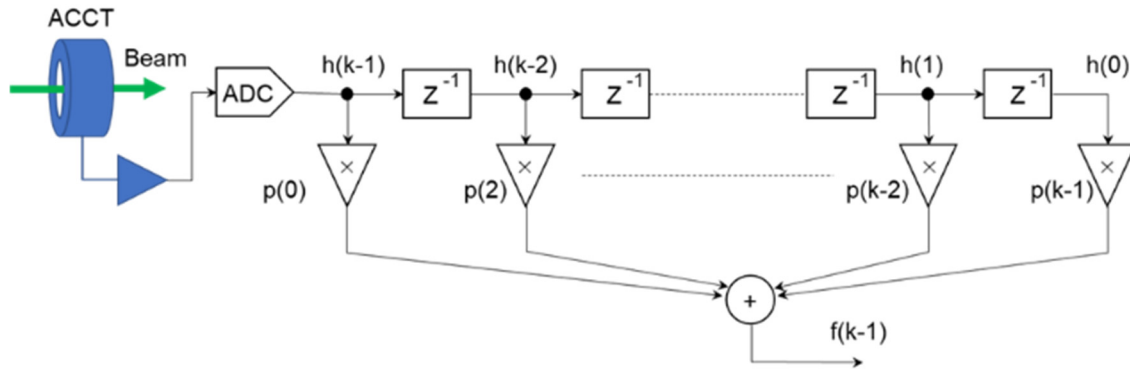 ACCT
Beam
ADC
h(k-1)
z⁻¹
h(k-2)
z⁻¹
z⁻¹
h(1)
z⁻¹
h(0)
p(0)
×
p(2)
×
p(k-2)
×
p(k-1)
×
+
f(k-1)